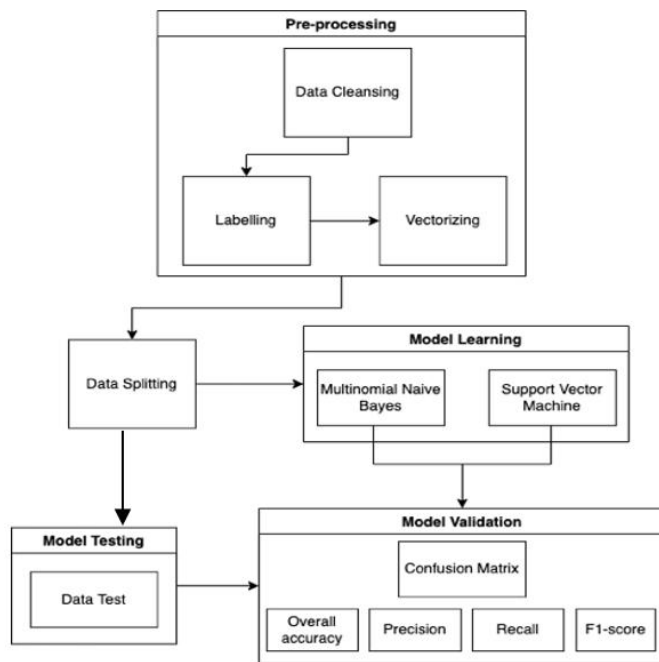 Pre-processing
Data Cleansing
Labelling
Vectorizing
Data Splitting
Model Learning
Multinomial Naive
Bayes
Support Vector
Machine
Model Testing
Data Test
Model Validation
Confusion Matrix
Overall
accuracy
Precision
Recall
F1-score